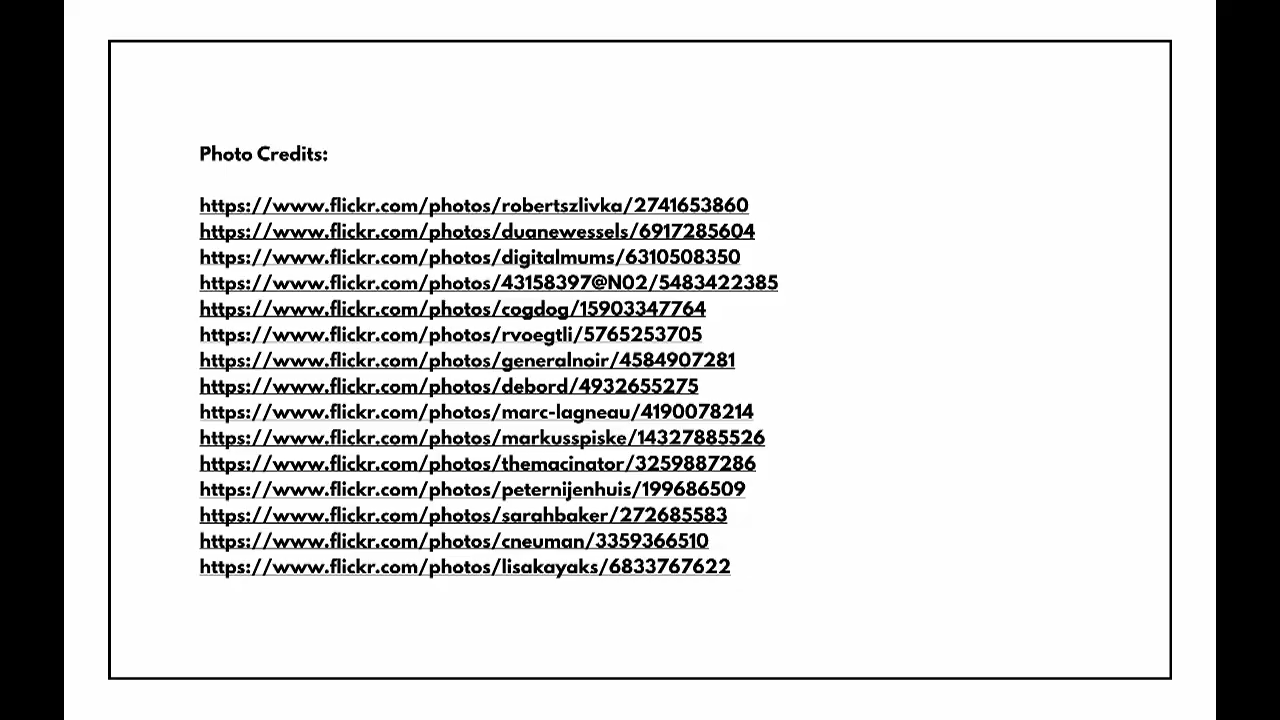 Photo Credits:
https://www.flickr.com/photos/robertszlivka/2741653860
https://www.flickr.com/photos/duanewessels/6917285604
https://www.flickr.com/photos/digitalmums/6310508350
https://www.flickr.com/photos/43158397@N02/5483422385
https://www.flickr.com/photos/cogdog/15903347764
https://www.flickr.com/photos/rvoegtli/5765253705
https://www.flickr.com/photos/generalnoir/4584907281
https://www.flickr.com/photos/debord/4932655275
https://www.flickr.com/photos/marc-lagneau/4190078214
https://www.flickr.com/photos/markusspiske/14327885526
https://www.flickr.com/photos/themacinator/3259887286
https://www.flickr.com/photos/peternijenhuis/199686509
https://www.flickr.com/photos/sarahbaker/272685583
https://www.flickr.com/photos/cneuman/3359366510
https://www.flickr.com/photos/lisakayaks/6833767622